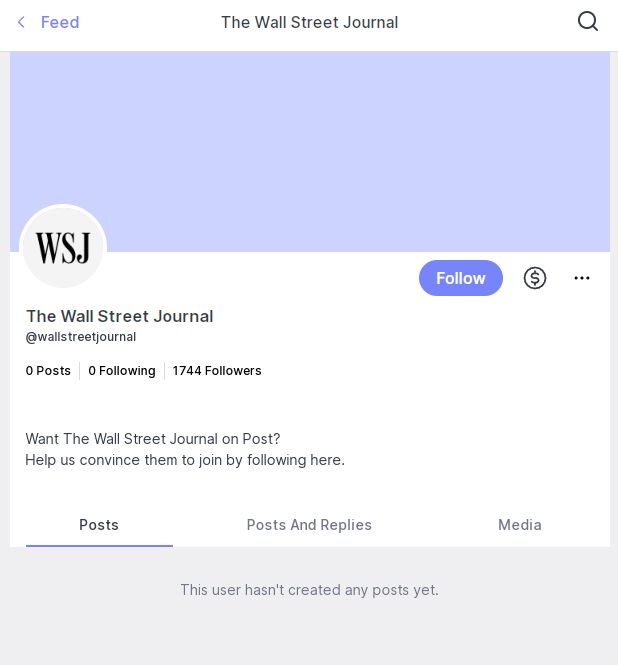 Feed
The Wall Street Journal
WSJ
Follow
The Wall Street Journal
@wallstreetjournal
0 Posts
0 Following
1744 Followers
Want The Wall Street Journal on Post?
Help us convince them to join by following here.
Posts
Posts And Replies
Media
This user hasn't created any posts yet.